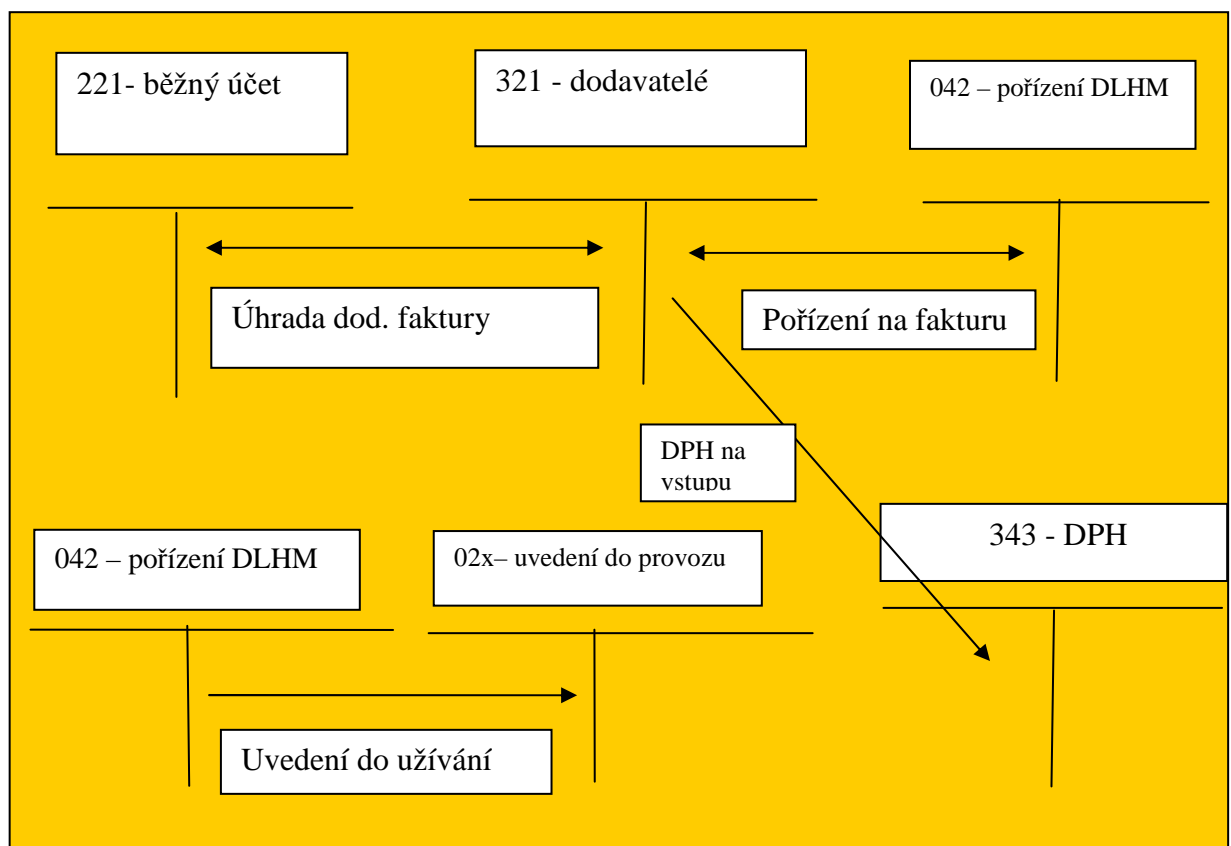 221- běžný účet
321 - dodavatelé
042 – pořízení DLHM
Úhrada dod. faktury
Pořízení na fakturu
DPH na
vstupu
042 – pořízení DLHM
02x– uvedení do provozu
343 - DPH
Uvedení do užívání